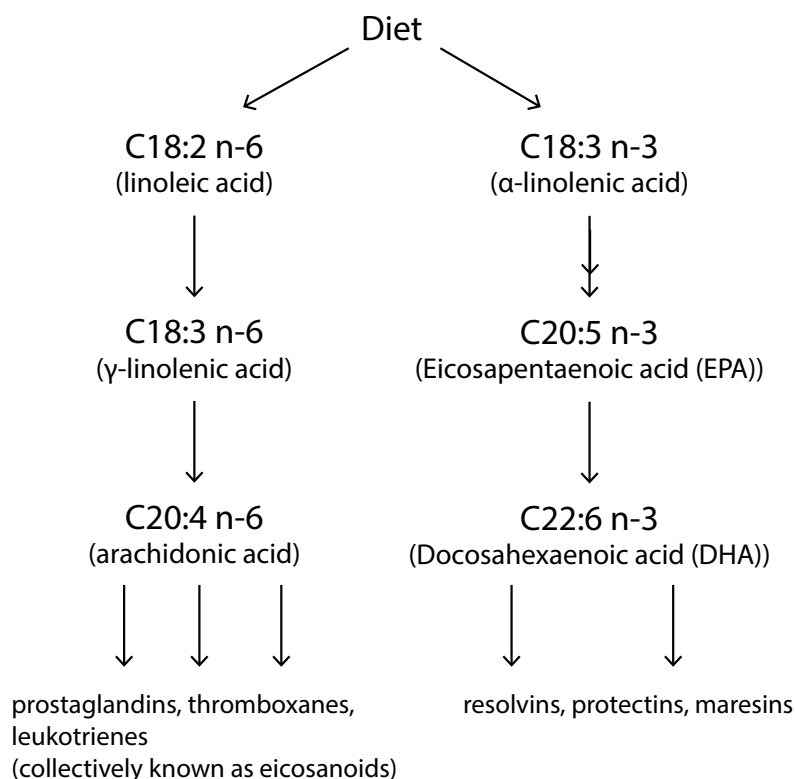 Diet
C18:2 n-6
(linoleic acid)
C18:3 n-3
(α-linolenic acid)
C18:3 n-6
(γ-linolenic acid)
C20:5 n-3
(Eicosapentaenoic acid (EPA))
C20:4 n-6
(arachidonic acid)
C22:6 n-3
(Docosahexaenoic acid (DHA))
prostaglandins, thromboxanes,
leukotrienes
(collectively known as eicosanoids)
resolvins, protectins, maresins